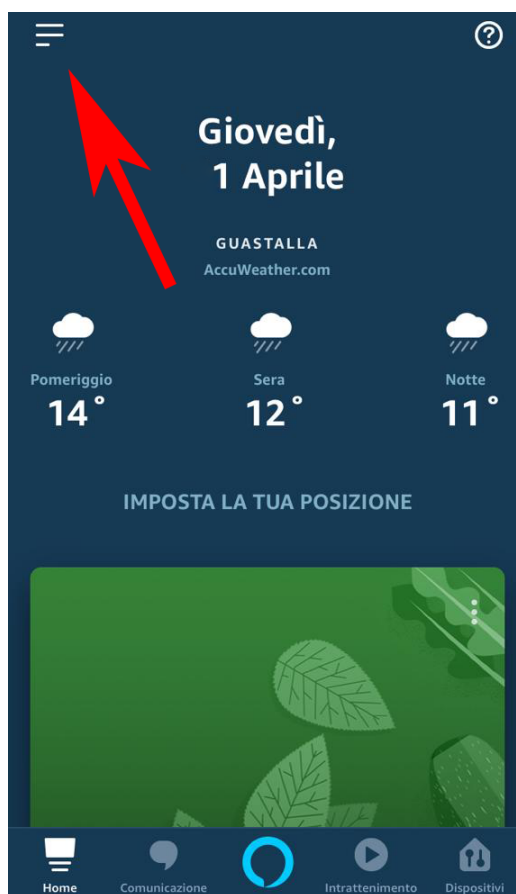 Giovedì,
1 Aprile
GUASTALLA
AccuWeather.com
Pomeriggio Sera Notte
14° 12° 11°
IMPOSTA LA TUA POSIZIONE
Home Comunicazione Intrattenimento Dispositivi